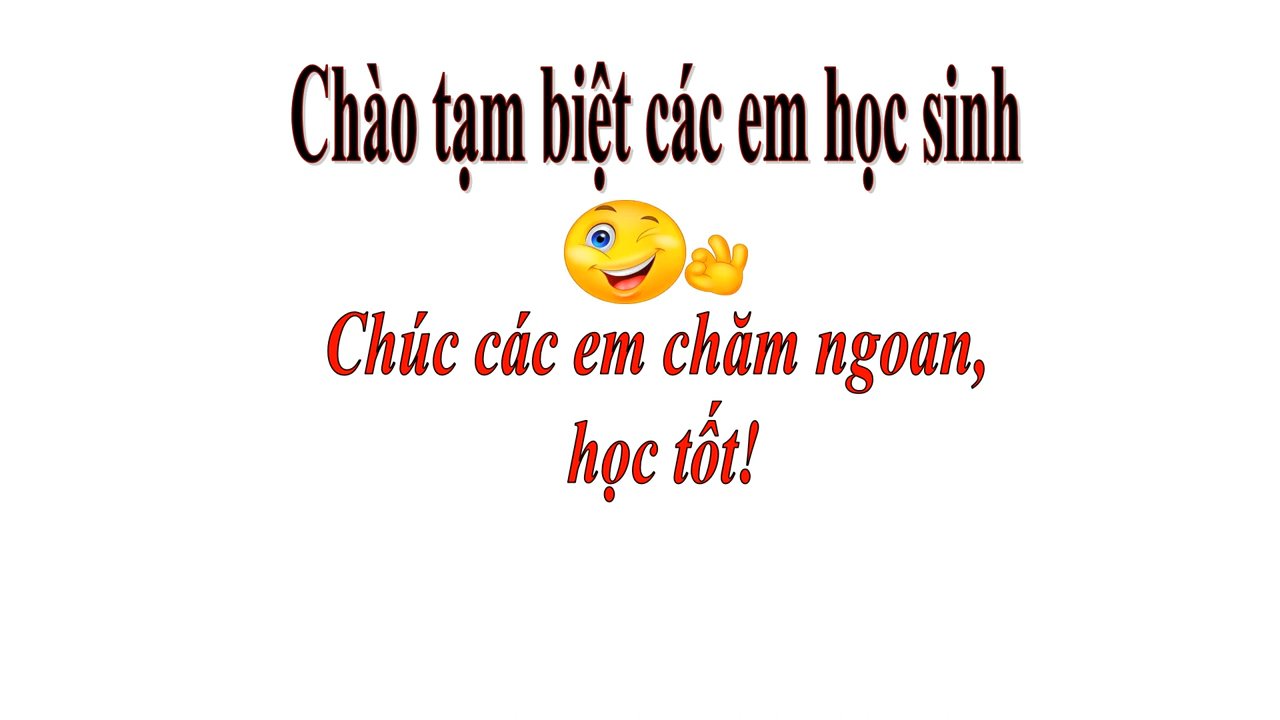 Chào tạm biệt các em học sinh
Chúc các em chăm ngoan,
học tốt!